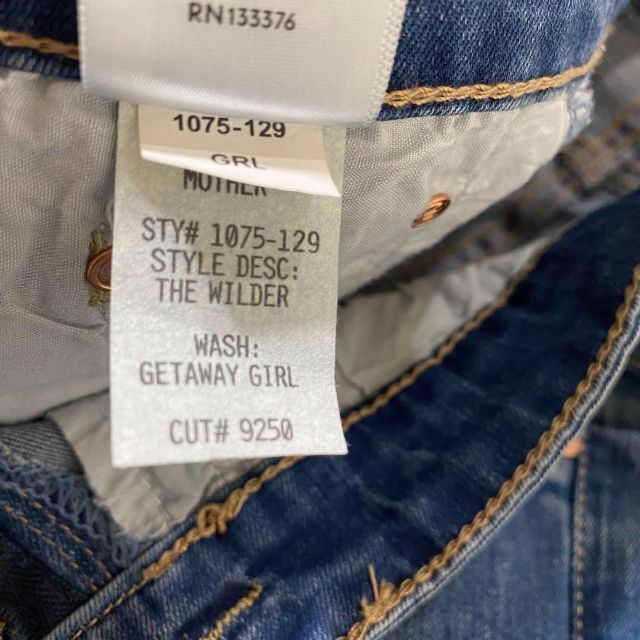 RN133376
1075-129
GRL
MOTHER
STY# 1075-129
STYLE DESC:
THE WILDER
WASH:
GETAWAY GIRL
CUT# 9250